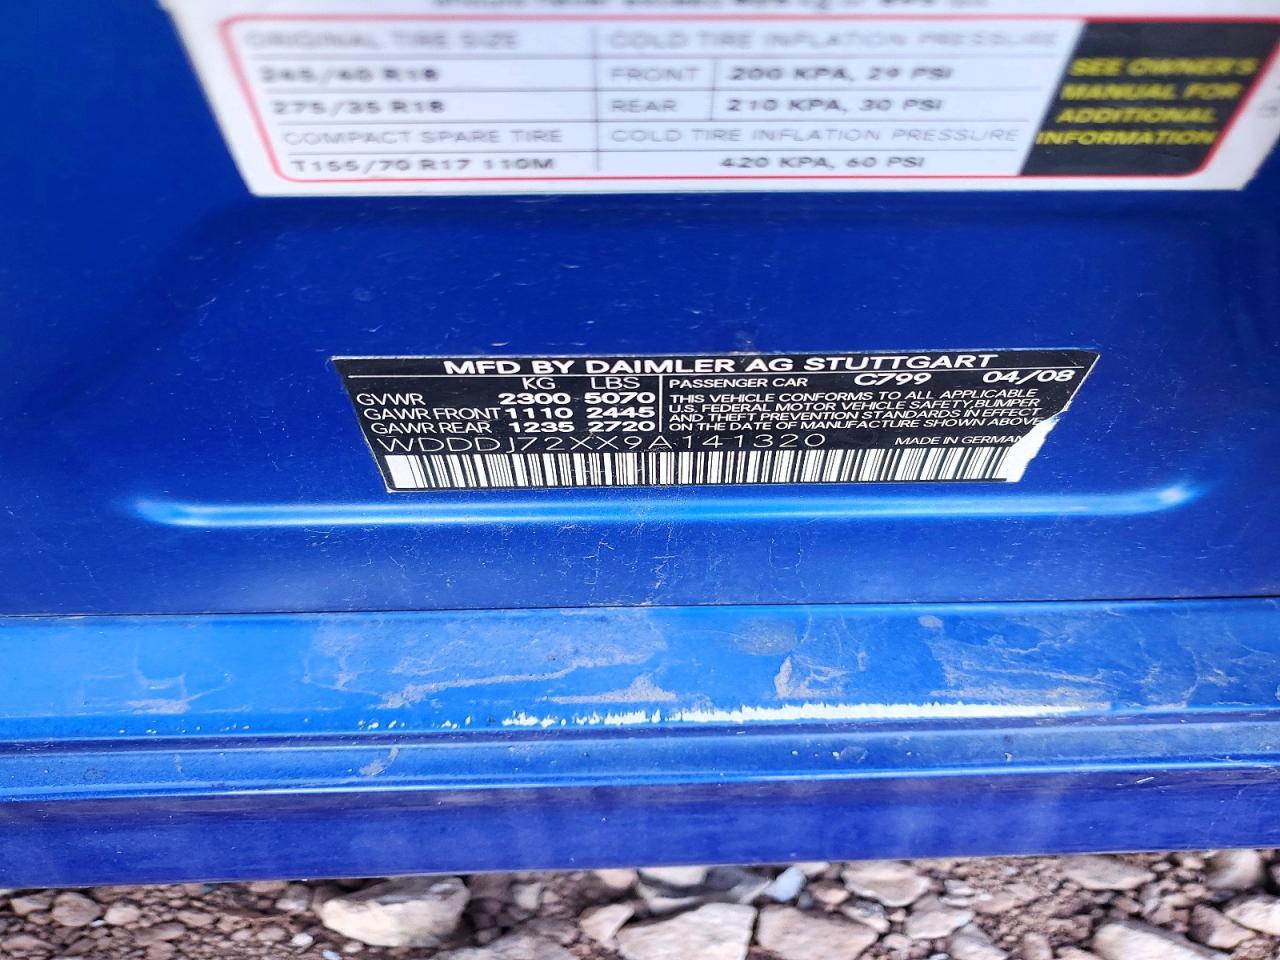 ORIGINAL TIRE SIZE COLD TIRE INFLATION PRESSURE
245/40 R18 FRONT 200 KPA, 29 PSI
275/35 R18 REAR 210 KPA, 30 PSI
COMPACT SPARE TIRE COLD TIRE INFLATION PRESSURE
T155/70 R17 110M 420 KPA, 60 PSI
SEE OWNER'S
MANUAL FOR
ADDITIONAL
INFORMATION
MFD BY DAIMLER AG STUTTGART
KG LBS
GVWR 2300 5070
GAWR FRONT 1110 2445
GAWR REAR 1235 2720
PASSENGER CAR C799 04/08
THIS VEHICLE CONFORMS TO ALL APPLICABLE
U.S. FEDERAL MOTOR VEHICLE SAFETY, BUMPER
AND THEFT PREVENTION STANDARDS IN EFFECT
ON THE DATE OF MANUFACTURE SHOWN ABOVE
WDDDJ72XX9A141320 MADE IN GERMAN